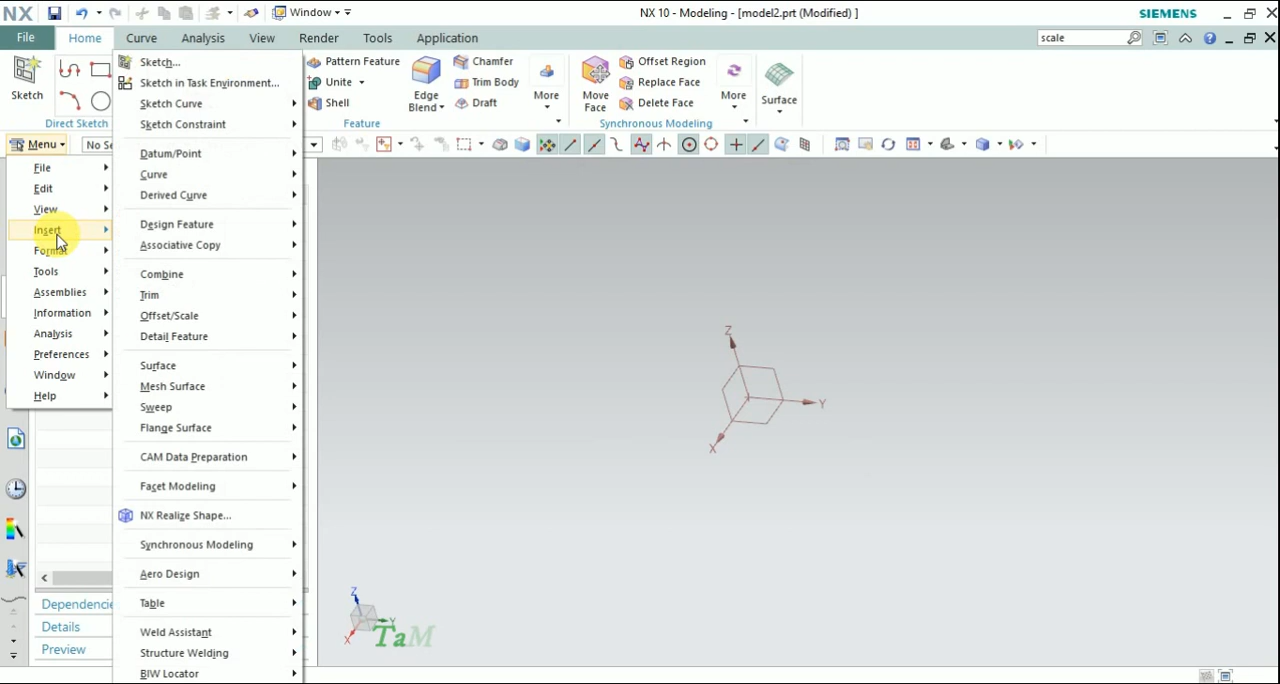 NX
Window
NX 10 - Modeling - [model2.prt (Modified) ]
SIEMENS
File
Home
Curve
Analysis
View
Render
Tools
Application
scale
Sketch
Direct Sketch
Pattern Feature
Unite
Shell
Edge
Blend
Chamfer
Trim Body
Draft
More
Feature
Move
Face
Offset Region
Replace Face
Delete Face
More
Surface
Synchronous Modeling
Menu
No Se
File
Edit
View
Insert
Format
Tools
Assemblies
Information
Analysis
Preferences
Window
Help
Sketch...
Sketch in Task Environment...
Sketch Curve
Sketch Constraint
Datum/Point
Curve
Derived Curve
Design Feature
Associative Copy
Combine
Trim
Offset/Scale
Detail Feature
Surface
Mesh Surface
Sweep
Flange Surface
CAM Data Preparation
Facet Modeling
NX Realize Shape...
Synchronous Modeling
Aero Design
Table
Weld Assistant
Structure Welding
BIW Locator
Dependencie
Details
Preview
Z
Y
X
Z
Y
X
TaM